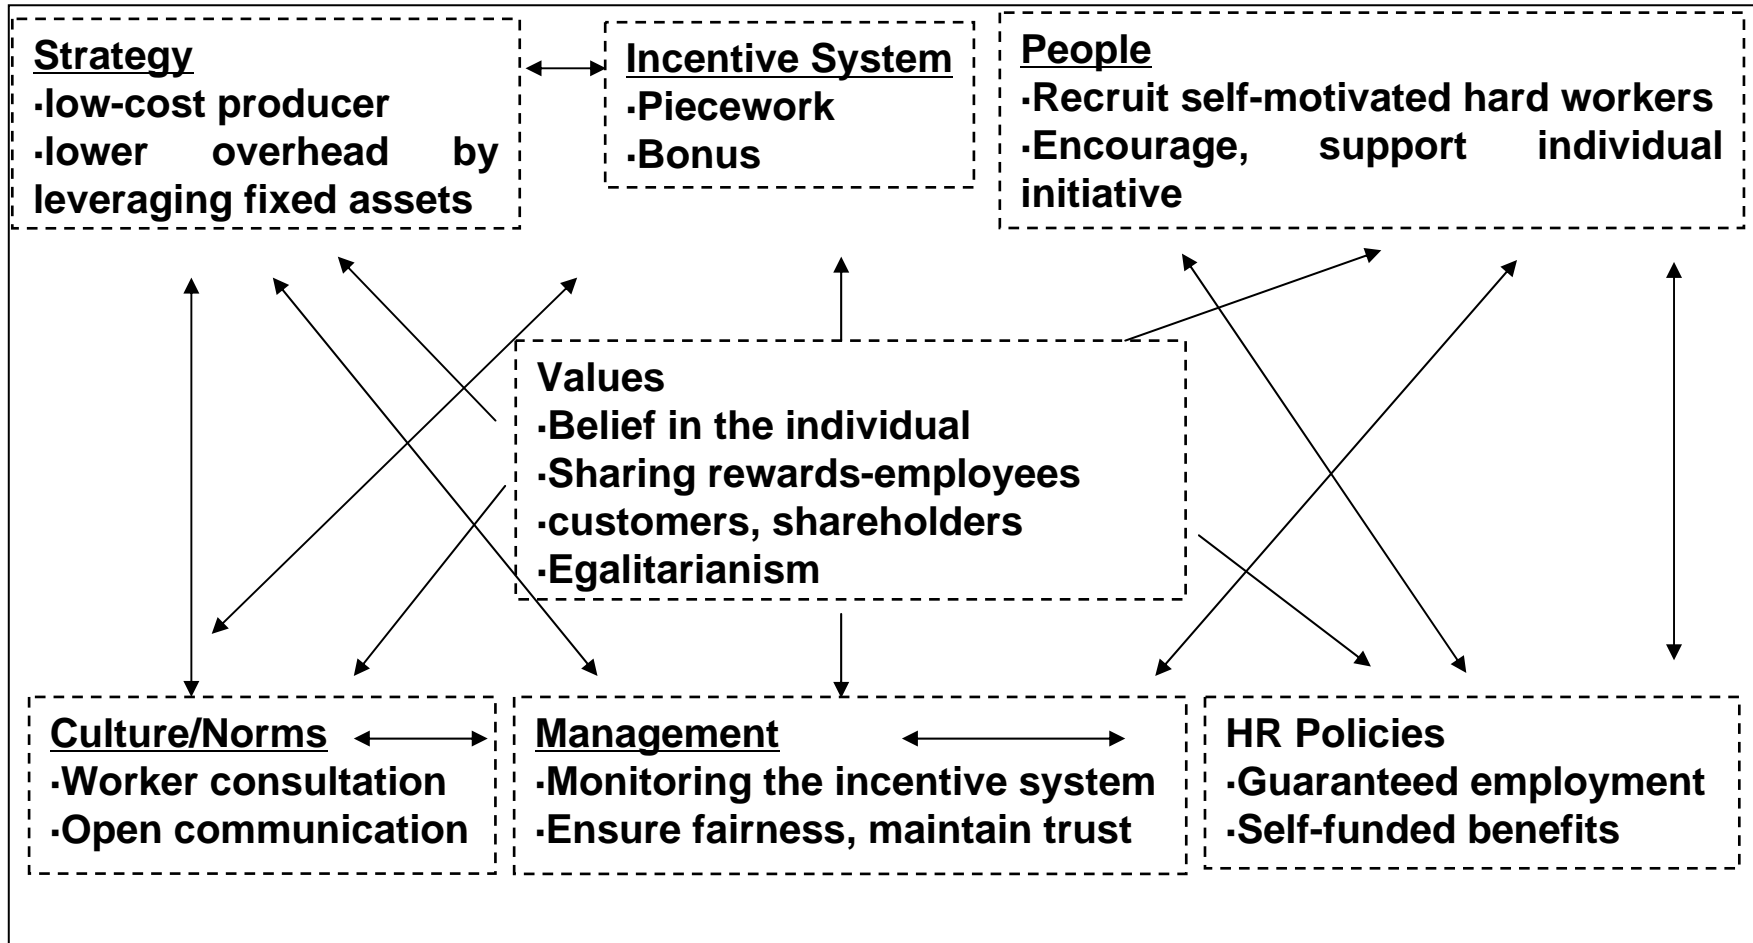 Strategy
▪low-cost producer
▪lower overhead by
leveraging fixed assets
Incentive System
▪Piecework
▪Bonus
People
▪Recruit self-motivated hard workers
▪Encourage, support individual
initiative
Values
▪Belief in the individual
▪Sharing rewards-employees
▪customers, shareholders
▪Egalitarianism
Culture/Norms
▪Worker consultation
▪Open communication
Management
▪Monitoring the incentive system
▪Ensure fairness, maintain trust
HR Policies
▪Guaranteed employment
▪Self-funded benefits